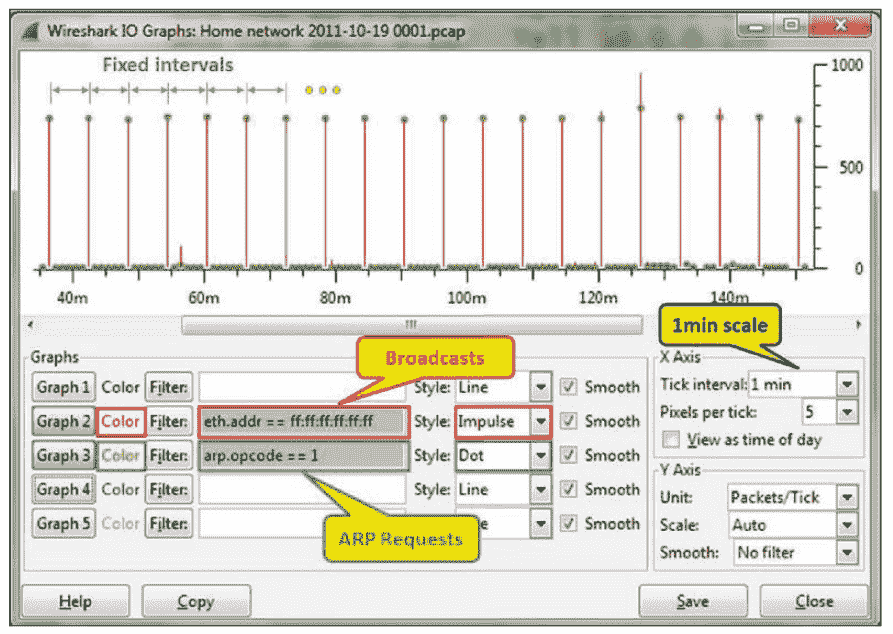 Wireshark IO Graphs: Home network 2011-10-19 0001.pcap
Fixed intervals
1000
500
0
40m 60m 80m 100m 120m 140m
1min scale
Broadcasts
Graphs
Graph 1 Color Filter: Style: Line Smooth
Graph 2 Color Filter: eth.addr == ff:ff:ff:ff:ff:ff Style: Impulse Smooth
Graph 3 Color Filter: arp.opcode == 1 Style: Dot Smooth
Graph 4 Color Filter: Style: Line Smooth
Graph 5 Color Filter: Smooth
ARP Requests
X Axis
Tick interval: 1 min
Pixels per tick: 5
View as time of day
Y Axis
Unit: Packets/Tick
Scale: Auto
Smooth: No filter
Help Copy Save Close